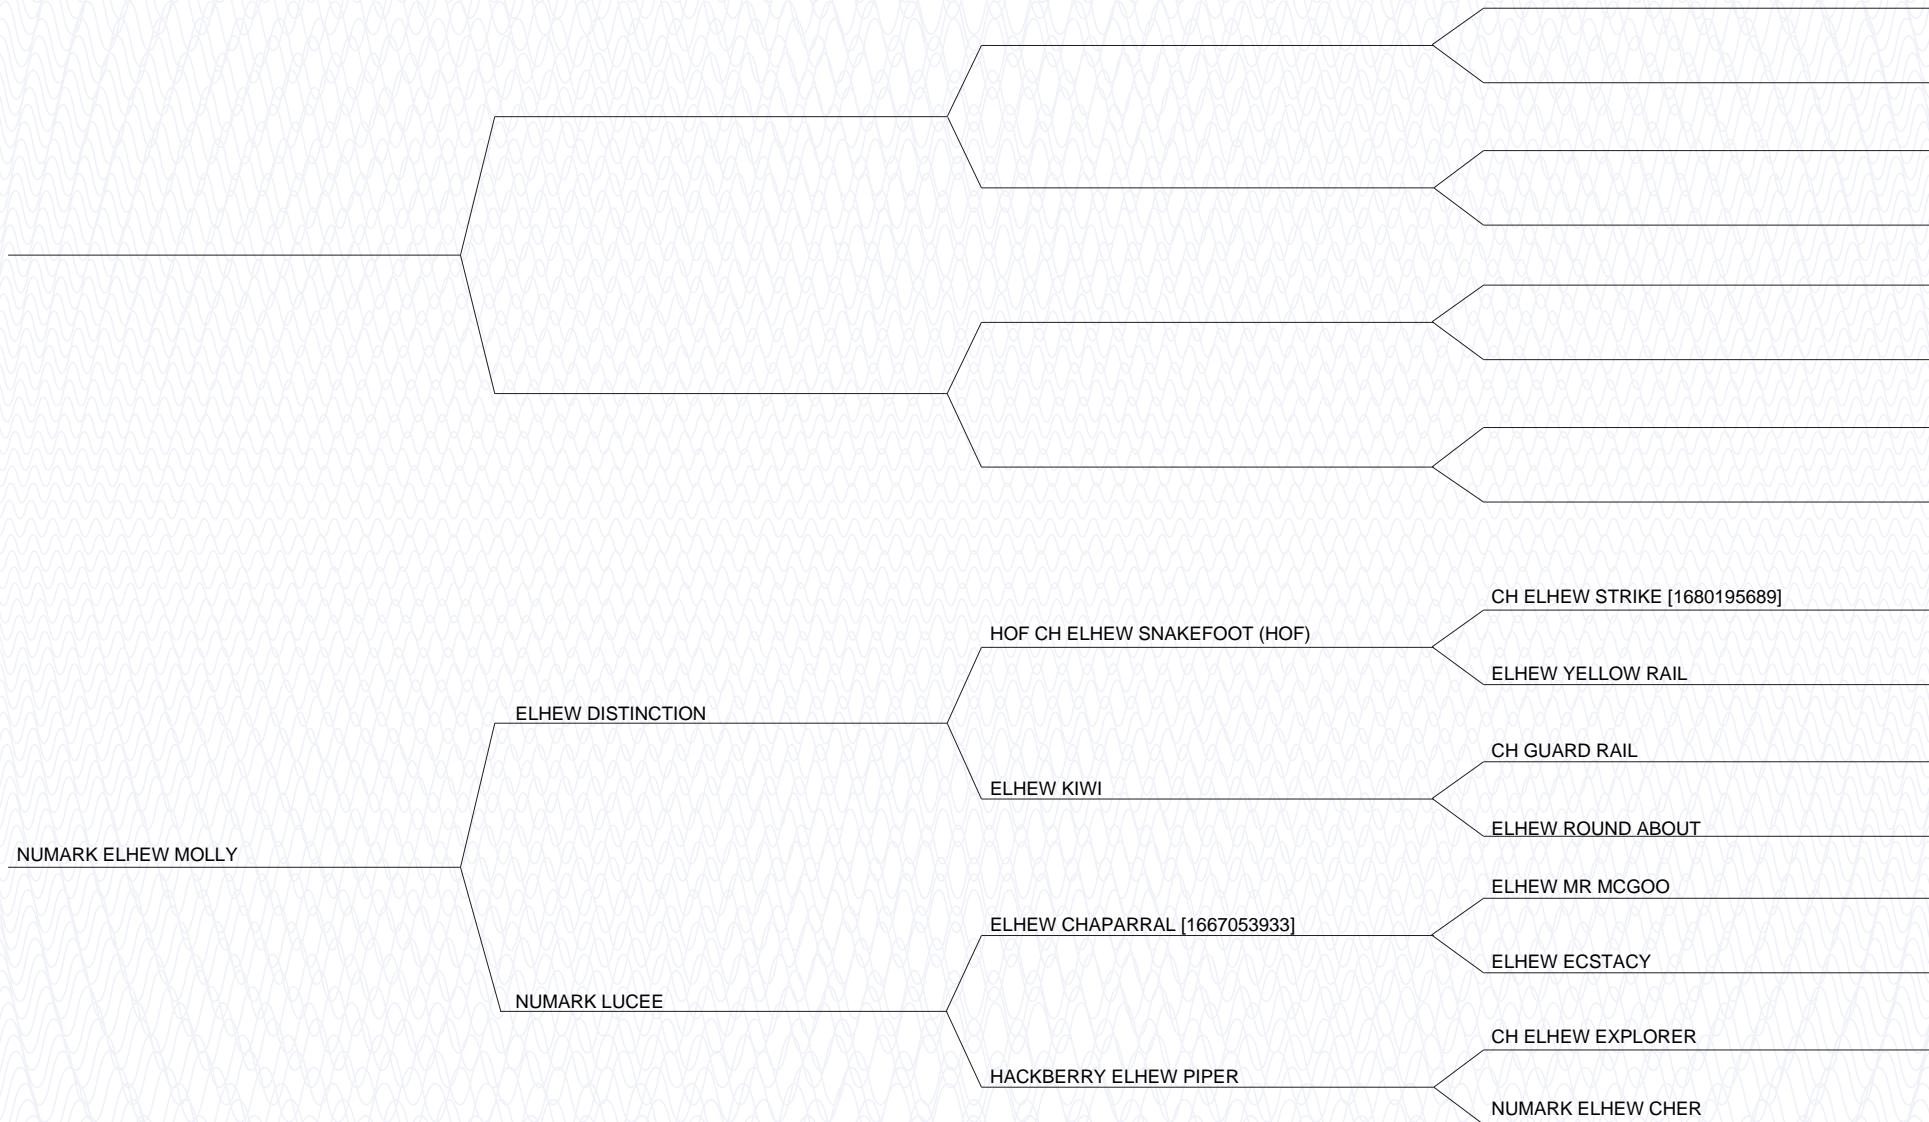 CH ELHEW STRIKE [1680195689]
HOF CH ELHEW SNAKEFOOT (HOF)
ELHEW YELLOW RAIL
ELHEW DISTINCTION
CH GUARD RAIL
ELHEW KIWI
ELHEW ROUND ABOUT
NUMARK ELHEW MOLLY
ELHEW MR MCGOO
ELHEW CHAPARRAL [1667053933]
ELHEW ECSTACY
NUMARK LUCEE
CH ELHEW EXPLORER
HACKBERRY ELHEW PIPER
NUMARK ELHEW CHER